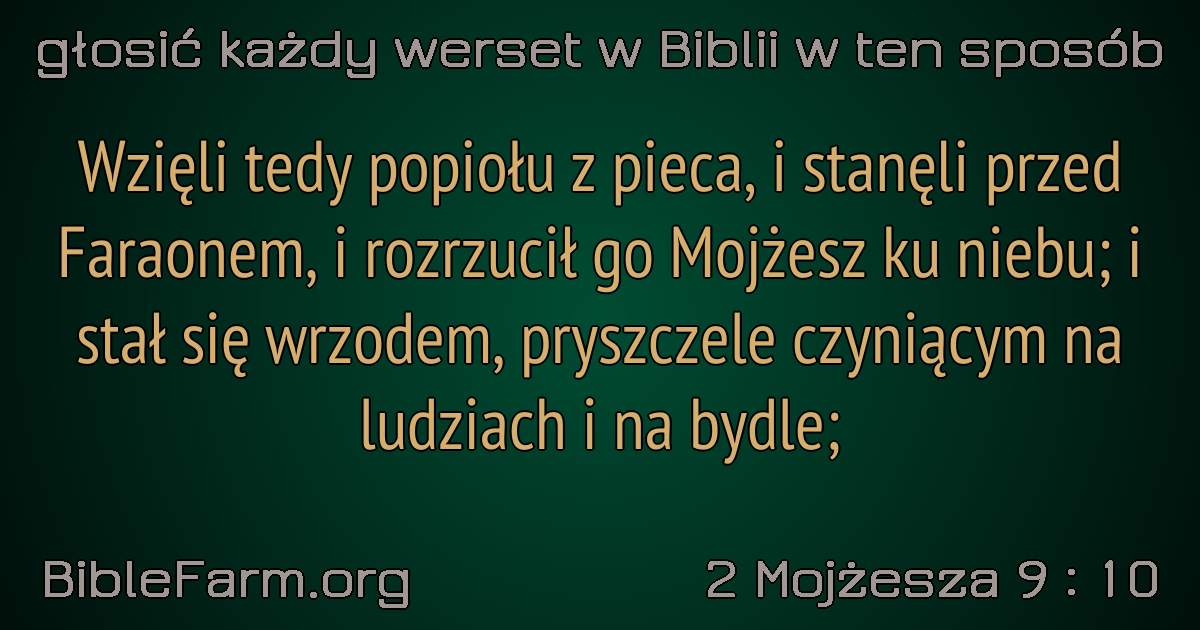 głosić każdy werset w Biblii w ten sposób
Wzięli tedy popiołu z pieca, i stanęli przed
Faraonem, i rozrzucił go Mojżesz ku niebu; i
stał się wrzodem, pryszczele czyniącym na
ludziach i na bydle;
BibleFarm.org
2 Mojżesza 9 : 10